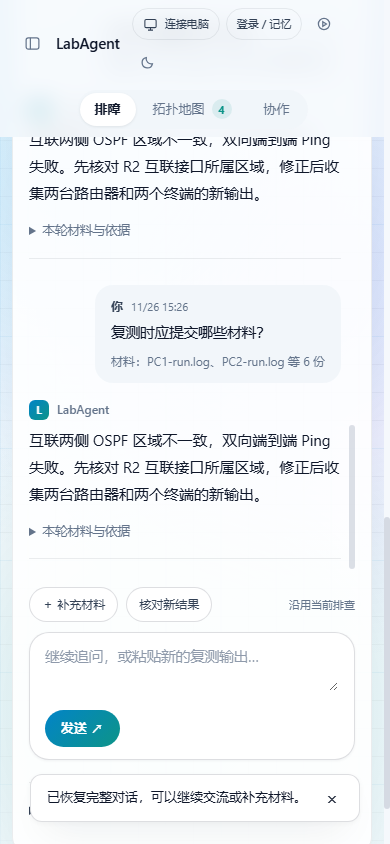 连接电脑
登录 / 记忆
LabAgent
排障
拓扑地图 4
协作
互联两侧 OSPF 区域不一致，双向端到端 Ping
失败。先核对 R2 互联接口所属区域，修正后收
集两台路由器和两个终端的新输出。
▶ 本轮材料与依据
你 11/26 15:26
复测时应提交哪些材料？
材料：PC1-run.log、PC2-run.log 等 6 份
L LabAgent
互联两侧 OSPF 区域不一致，双向端到端 Ping
失败。先核对 R2 互联接口所属区域，修正后收
集两台路由器和两个终端的新输出。
▶ 本轮材料与依据
+ 补充材料
核对新结果
沿用当前排查
继续追问，或粘贴新的复测输出...
发送 ↗
已恢复完整对话，可以继续交流或补充材料。 ×